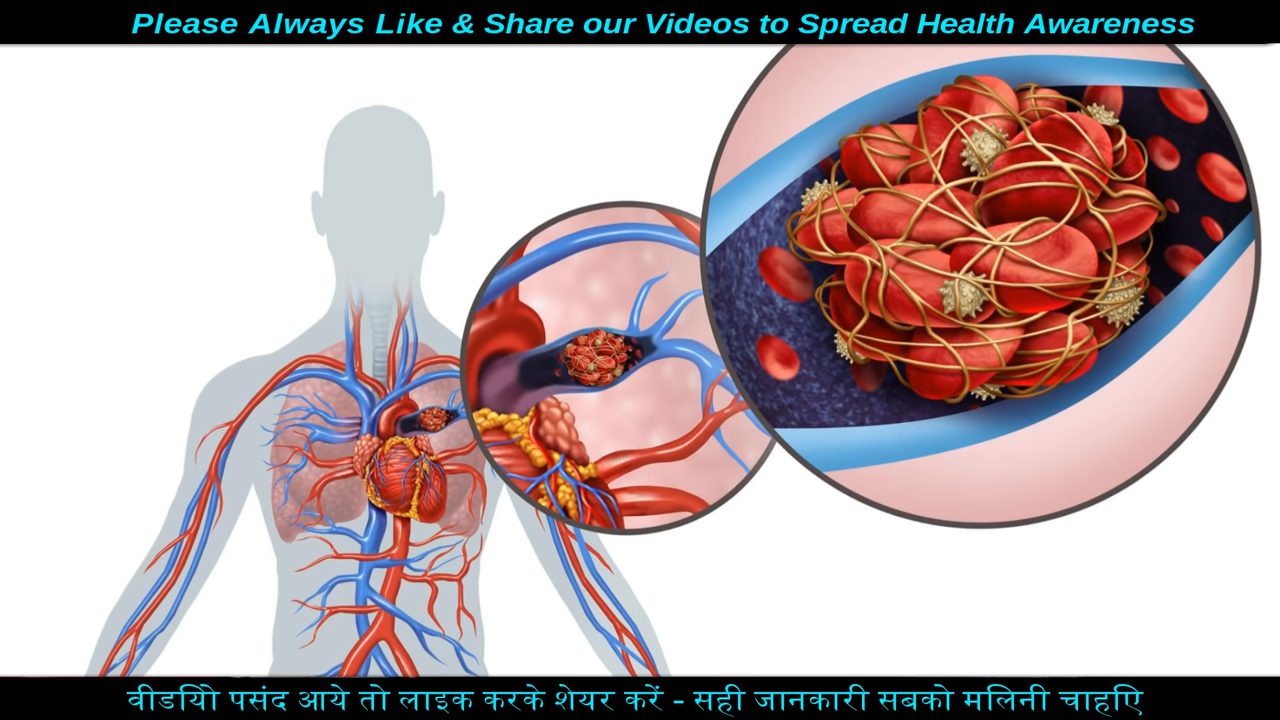 Please Always Like & Share our Videos to Spread Health Awareness
वीडियो पसंद आये तो लाइक करके शेयर करें - सही जानकारी सबको मिलनी चाहिए